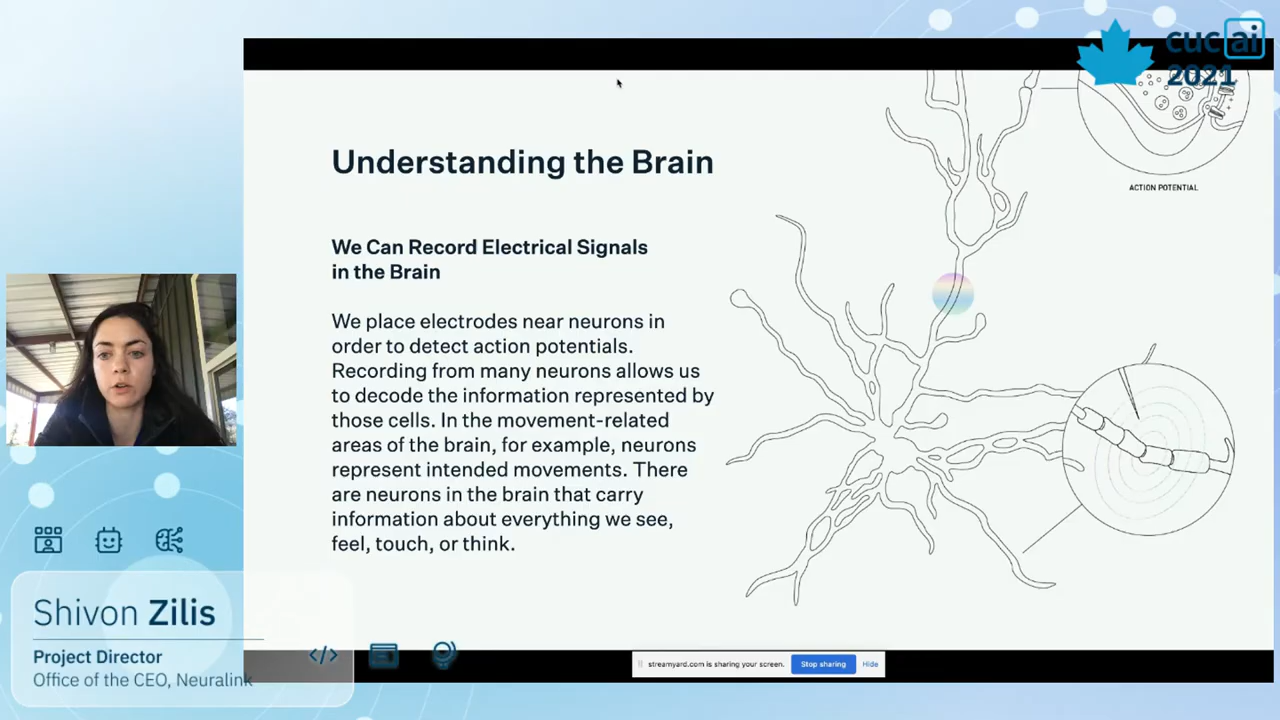 cuc ai
2021
Understanding the Brain
ACTION POTENTIAL
We Can Record Electrical Signals
in the Brain
We place electrodes near neurons in
order to detect action potentials.
Recording from many neurons allows us
to decode the information represented by
those cells. In the movement-related
areas of the brain, for example, neurons
represent intended movements. There
are neurons in the brain that carry
information about everything we see,
feel, touch, or think.
Shivon Zilis
Project Director
Office of the CEO, Neuralink
</>
streamyard.com is sharing your screen.
Stop sharing
Hide